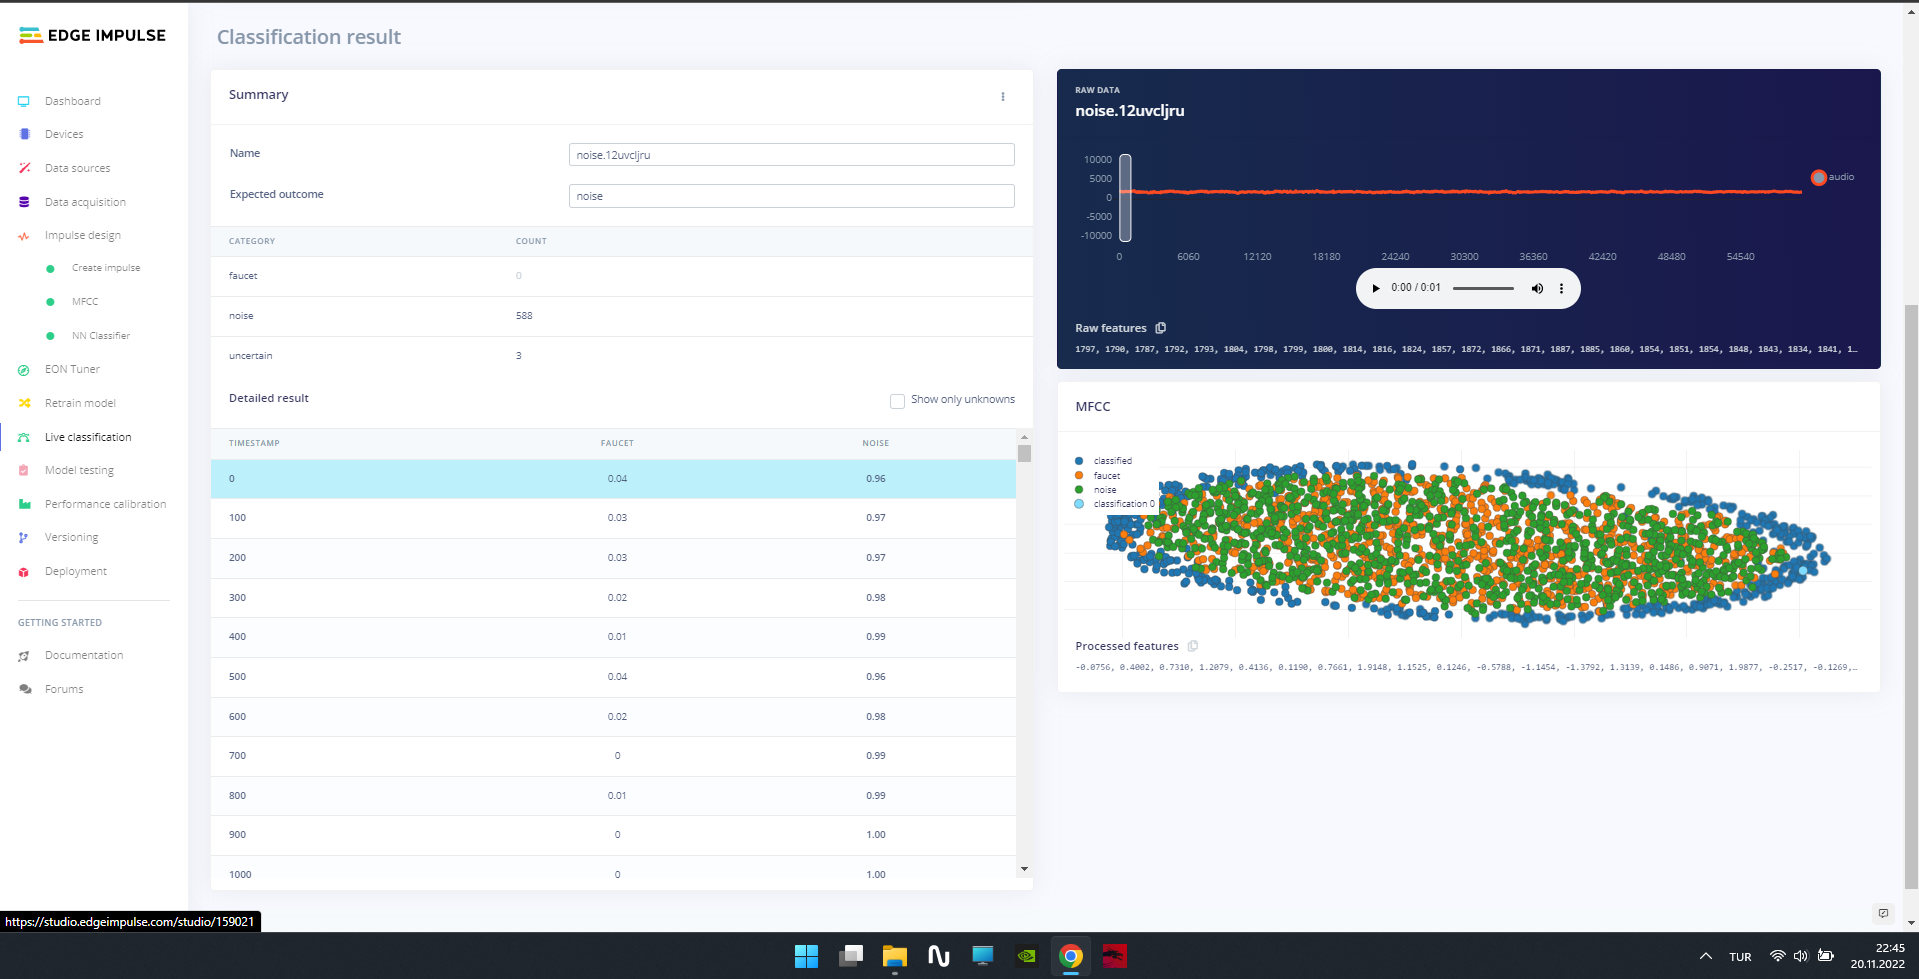 EDGE IMPULSE
Dashboard
Devices
Data sources
Data acquisition
Impulse design
Create impulse
MFCC
NN Classifier
EON Tuner
Retrain model
Live classification
Model testing
Performance calibration
Versioning
Deployment
GETTING STARTED
Documentation
Forums
https://studio.edgeimpulse.com/studio/159021
Classification result
Summary
Name noise.12uvcljru
Expected outcome noise
CATEGORY COUNT
faucet 0
noise 588
uncertain 3
Detailed result Show only unknowns
TIMESTAMP FAUCET NOISE
0 0.04 0.96
100 0.03 0.97
200 0.03 0.97
300 0.02 0.98
400 0.01 0.99
500 0.04 0.96
600 0.02 0.98
700 0 0.99
800 0.01 0.99
900 0 1.00
1000 0 1.00
RAW DATA
noise.12uvcljru
10000
5000
0
-5000
-10000
audio
0 6060 12120 18180 24240 30300 36360 42420 48480 54540
0:00 / 0:01
Raw features
1797, 1790, 1787, 1792, 1793, 1804, 1798, 1799, 1800, 1814, 1816, 1824, 1857, 1872, 1866, 1871, 1887, 1885, 1860, 1854, 1851, 1854, 1848, 1843, 1834, 1841, 1…
MFCC
classified
faucet
noise
classification 0
Processed features
-0.0756, 0.4002, 0.7310, 1.2079, 0.4136, 0.1190, 0.7661, 1.9148, 1.1525, 0.1246, -0.5788, -1.1454, -1.3792, 1.3139, 0.1486, 0.9071, 1.9877, -0.2517, -0.1269,…
TUR
22:45
20.11.2022